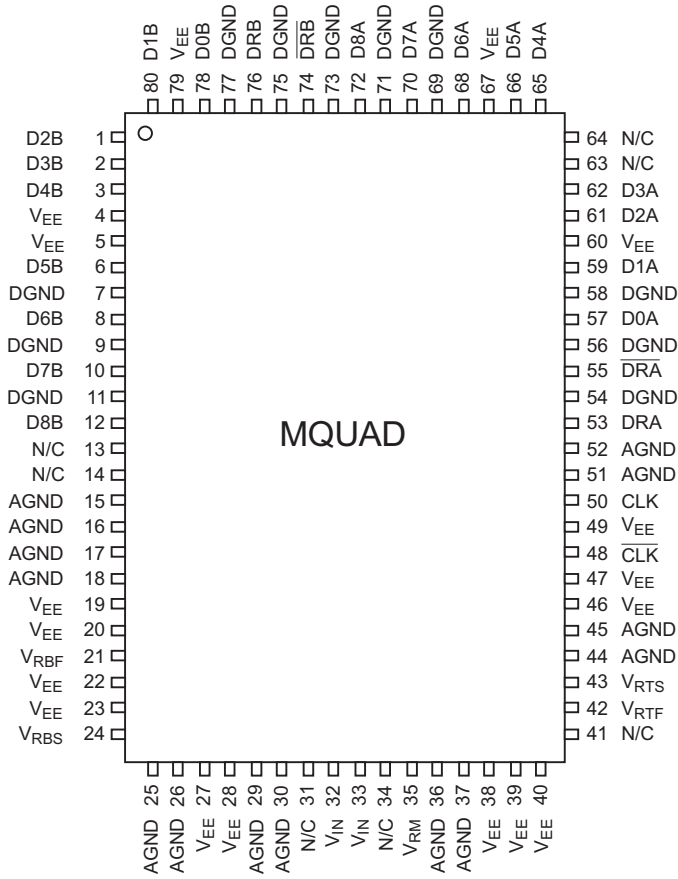 80 D1B
79 VEE
78 D0B
77 DGND
76 DRB
75 DGND
74 D̅R̅B̅
73 DGND
72 D8A
71 DGND
70 D7A
69 DGND
68 D6A
67 VEE
66 D5A
65 D4A
D2B 1
D3B 2
D4B 3
VEE 4
VEE 5
D5B 6
DGND 7
D6B 8
DGND 9
D7B 10
DGND 11
D8B 12
N/C 13
N/C 14
AGND 15
AGND 16
AGND 17
AGND 18
VEE 19
VEE 20
VRBF 21
VEE 22
VEE 23
VRBS 24
MQUAD
64 N/C
63 N/C
62 D3A
61 D2A
60 VEE
59 D1A
58 DGND
57 D0A
56 DGND
55 D̅R̅A̅
54 DGND
53 DRA
52 AGND
51 AGND
50 CLK
49 VEE
48 C̅L̅K̅
47 VEE
46 VEE
45 AGND
44 AGND
43 VRTS
42 VRTF
41 N/C
AGND 25
AGND 26
VEE 27
VEE 28
AGND 29
AGND 30
N/C 31
VIN 32
VIN 33
N/C 34
VRM 35
AGND 36
AGND 37
VEE 38
VEE 39
VEE 40